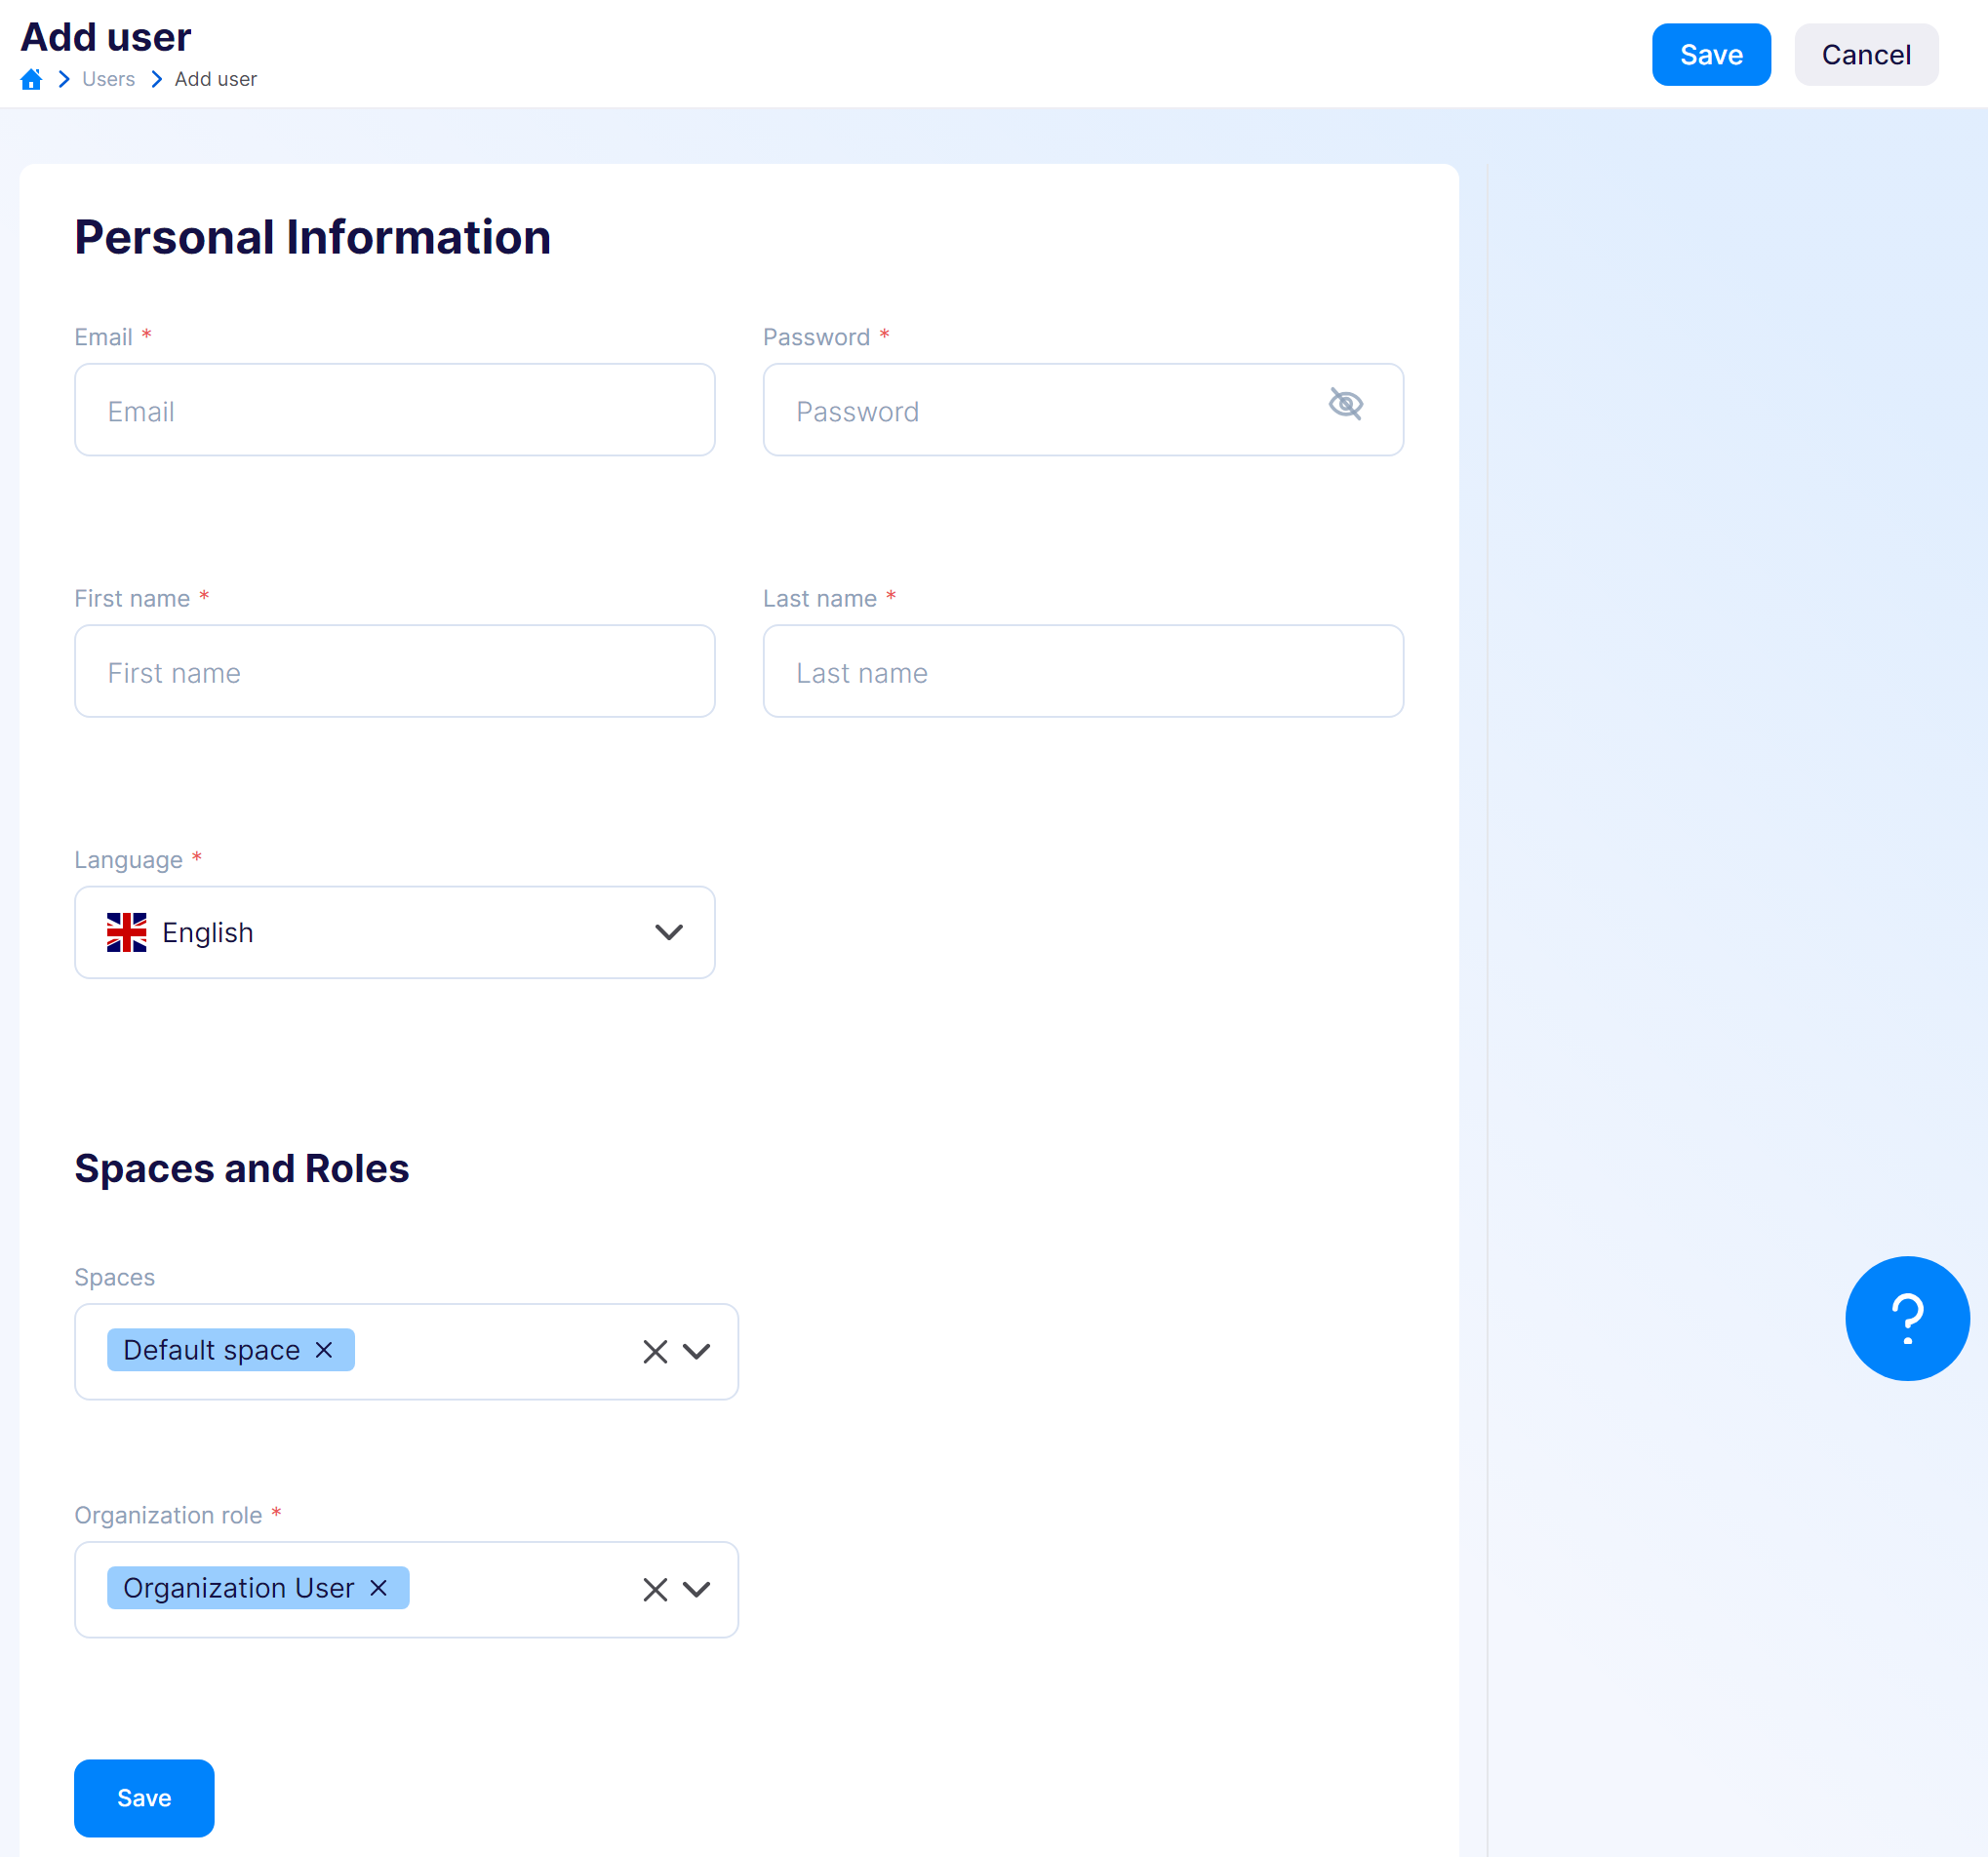 Add user
Users Add user
Save Cancel
Personal Information
Email * Password *
Email Password
First name * Last name *
First name Last name
Language *
English
Spaces and Roles
Spaces
Default space
Organization role *
Organization User
Save
?